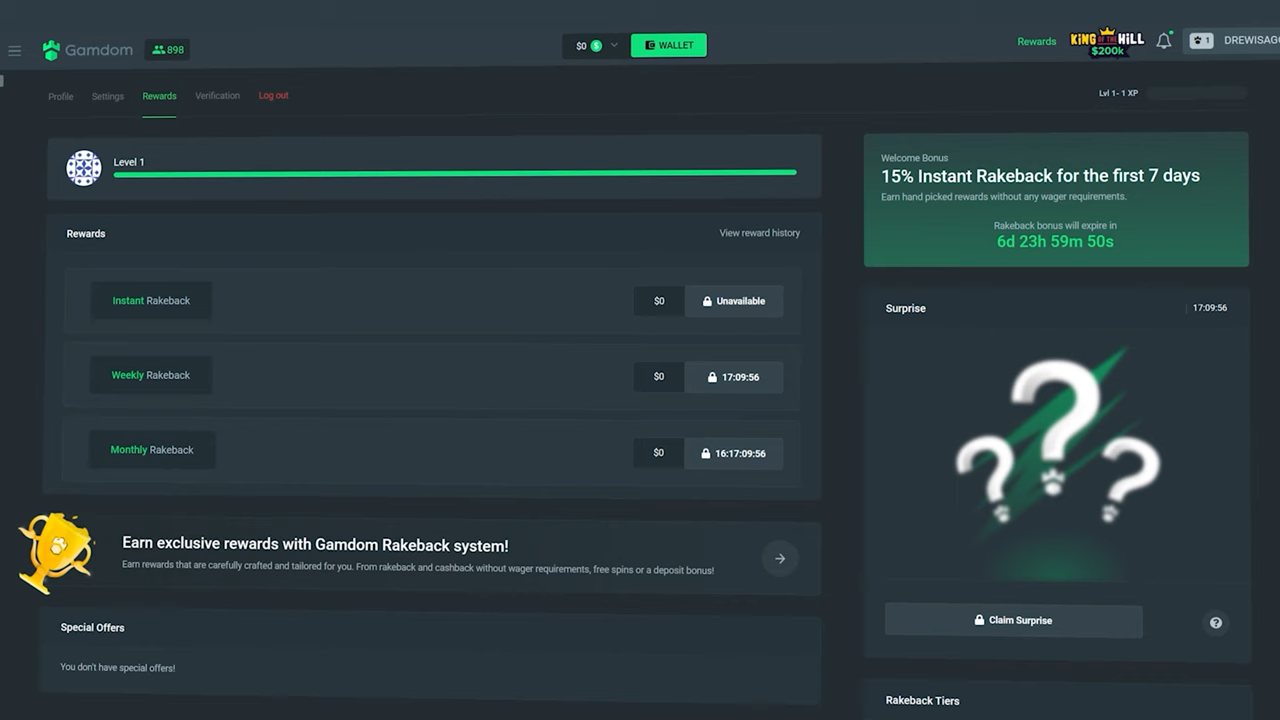 Gamdom
898
$0
WALLET
Rewards
KING OF THE HILL
$200k
1
DREWISAG
Profile
Settings
Rewards
Verification
Log out
Lvl 1- 1 XP
Level 1
Rewards
View reward history
Instant Rakeback
$0
Unavailable
Weekly Rakeback
$0
17:09:56
Monthly Rakeback
$0
16:17:09:56
Earn exclusive rewards with Gamdom Rakeback system!
Earn rewards that are carefully crafted and tailored for you. From rakeback and cashback without wager requirements, free spins or a deposit bonus!
Special Offers
You don't have special offers!
Welcome Bonus
15% Instant Rakeback for the first 7 days
Earn hand picked rewards without any wager requirements.
Rakeback bonus will expire in
6d 23h 59m 50s
Surprise
17:09:56
???
Claim Surprise
?
Rakeback Tiers